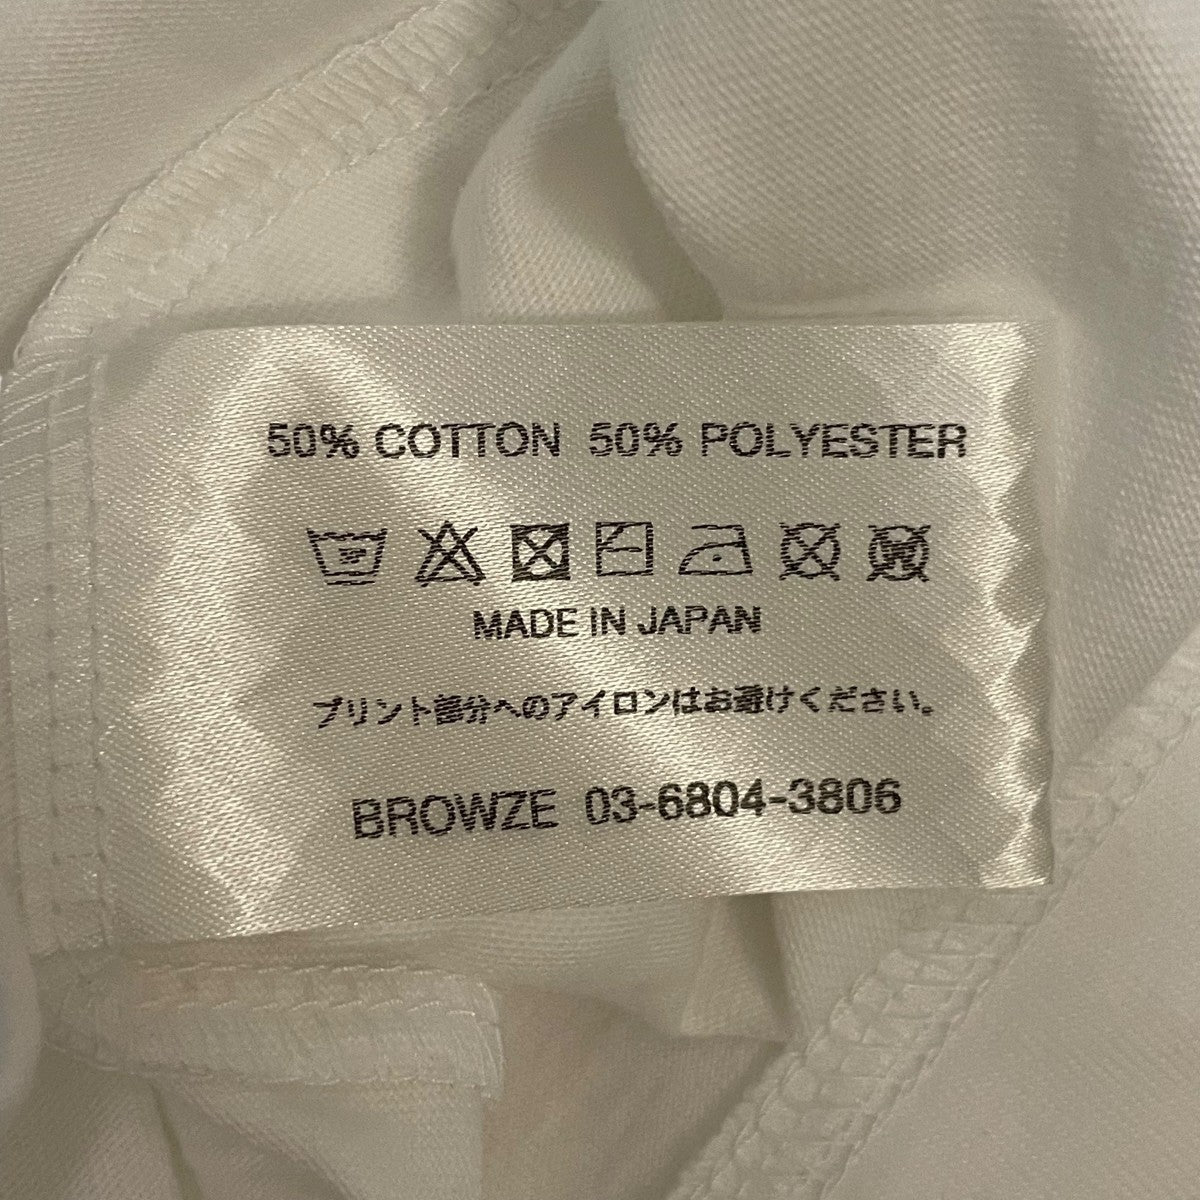 50% COTTON 50% POLYESTER
MADE IN JAPAN
プリント部分へのアイロンはお避けください。
BROWZE 03-6804-3806